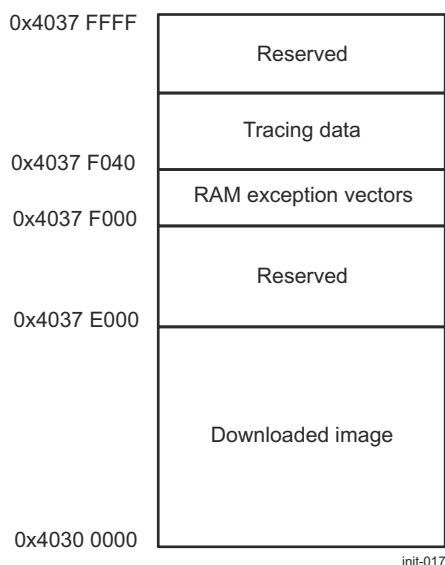 0x4037 FFFF
Reserved
Tracing data
0x4037 F040
RAM exception vectors
0x4037 F000
Reserved
0x4037 E000
Downloaded image
0x4030 0000
init-017